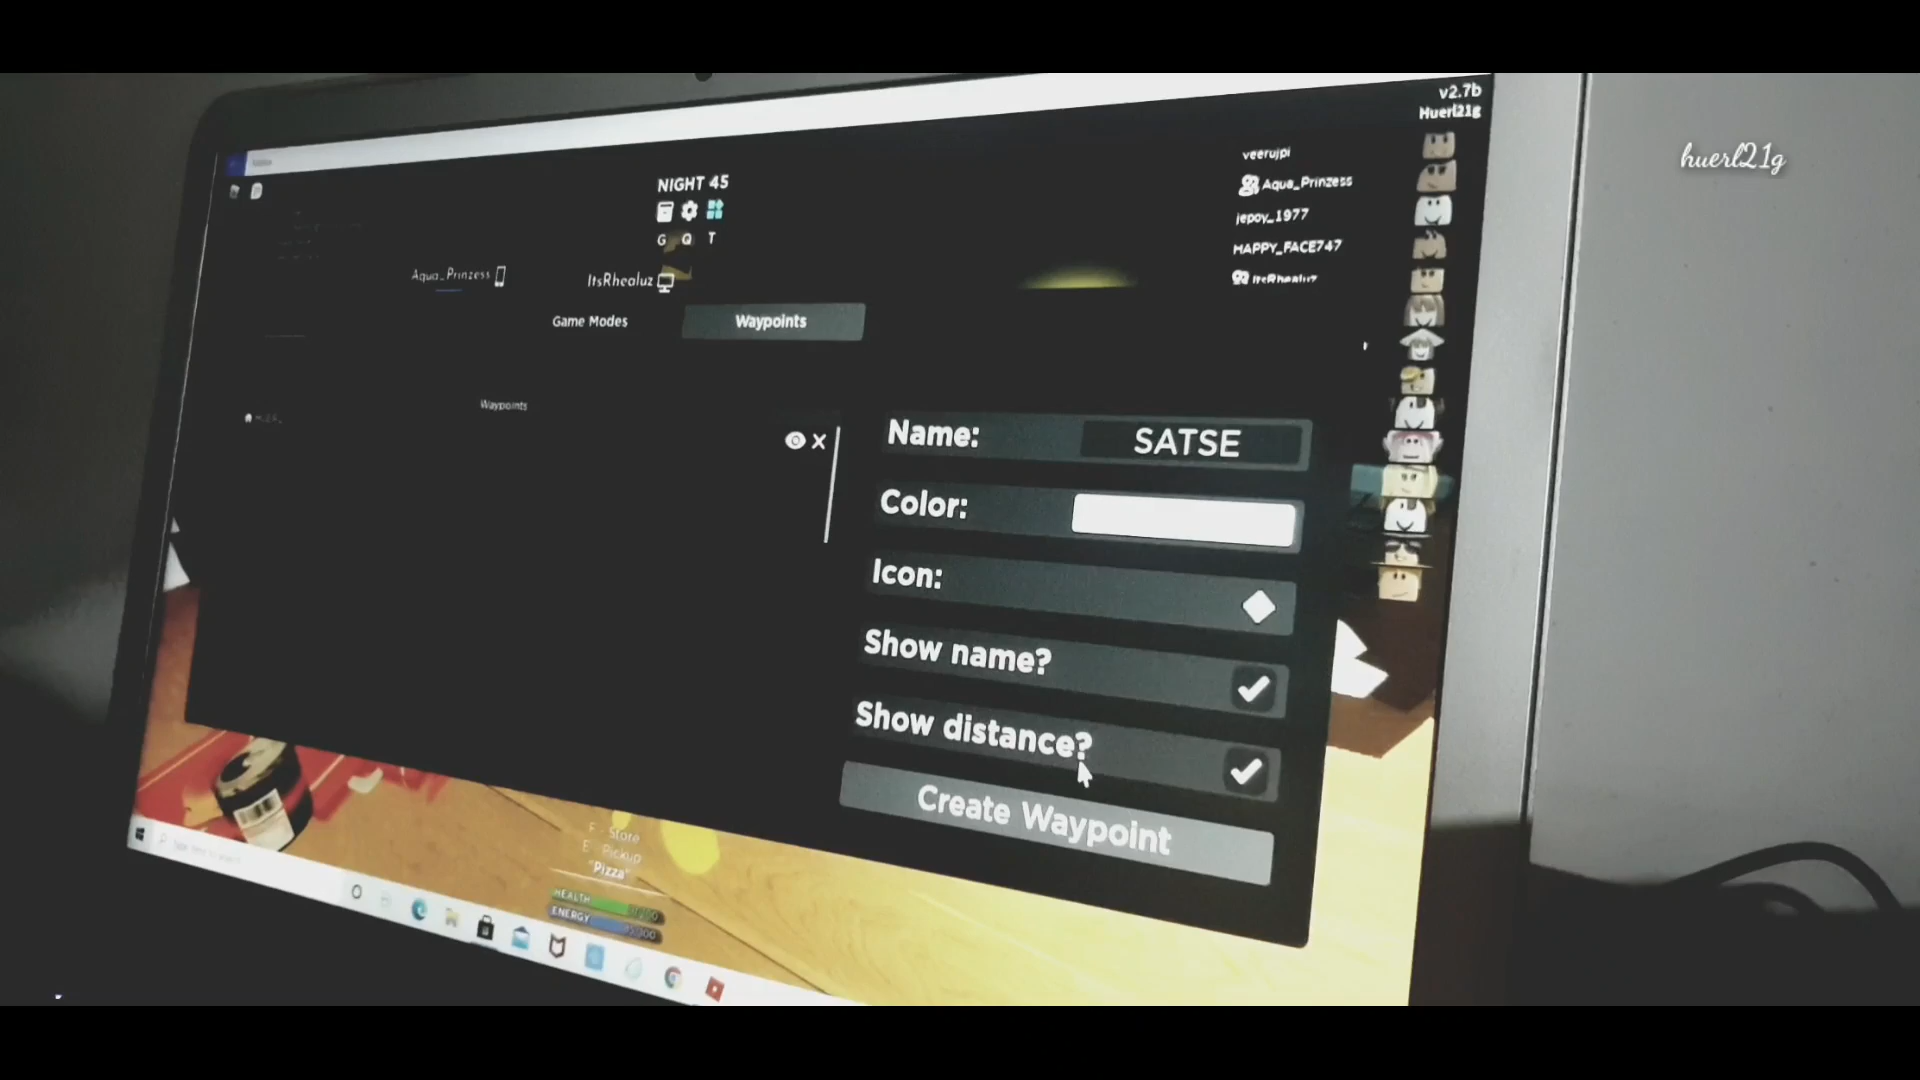 v2.7b
Huerl21g
huerl21g
veerujpi
NIGHT 45
Aqua_Prinzess
jepoy_1977
G Q T
HAPPY_FACE747
Aqua_Prinzess
ItsRhealuz
ItsRhealuz
Game Modes
Waypoints
Waypoints
Name: SATSE
Color:
Icon:
Show name?
Show distance?
Create Waypoint
F - Store
E - Pickup
"Pizza"
HEALTH
ENERGY